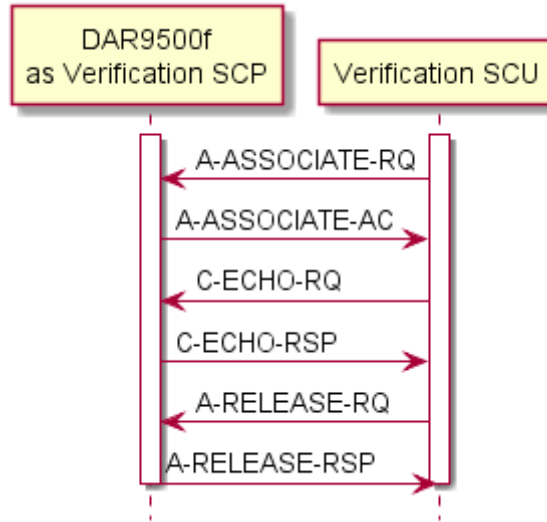 DAR9500f
as Verification SCP
Verification SCU
A-ASSOCIATE-RQ
A-ASSOCIATE-AC
C-ECHO-RQ
C-ECHO-RSP
A-RELEASE-RQ
A-RELEASE-RSP